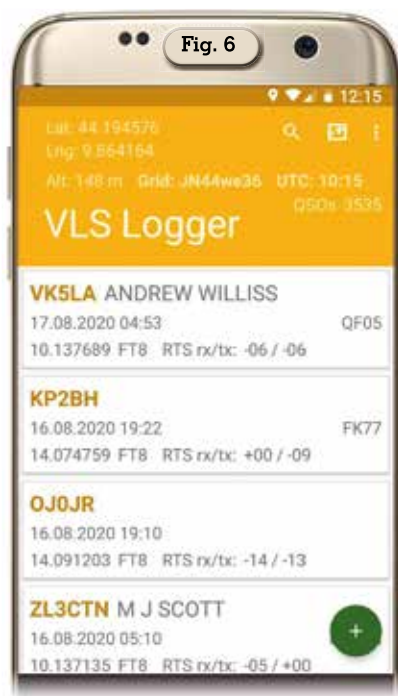 Fig. 6
12:15
Lat: 44.194576
Lng: 9.864164
Alt: 148 m Grid: JN44we36 UTC: 10:15
QSOs: 3535
VLS Logger
VK5LA ANDREW WILLISS
17.08.2020 04:53 QF05
10.137689 FT8 RTS rx/tx: -06 / -06
KP2BH
16.08.2020 19:22 FK77
14.074759 FT8 RTS rx/tx: +00 / -09
OJ0JR
16.08.2020 19:10
14.091203 FT8 RTS rx/tx: -14 / -13
ZL3CTN M J SCOTT
16.08.2020 05:10
10.137135 FT8 RTS rx/tx: -05 / +00
+